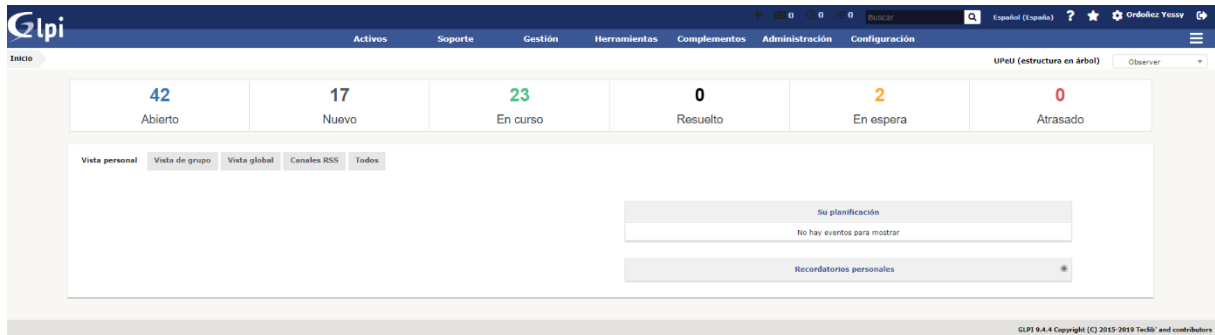 Glpi
0 0 0 Buscar Español (España) ? Ordoñez Yessy
Activos Soporte Gestión Herramientas Complementos Administración Configuración
Inicio UPeU (estructura en árbol) Observer
42 17 23 0 2 0
Abierto Nuevo En curso Resuelto En espera Atrasado
Vista personal Vista de grupo Vista global Canales RSS Todos
Su planificación
No hay eventos para mostrar
Recordatorios personales
GLPI 9.4.4 Copyright (C) 2015-2019 Teclib' and contributors